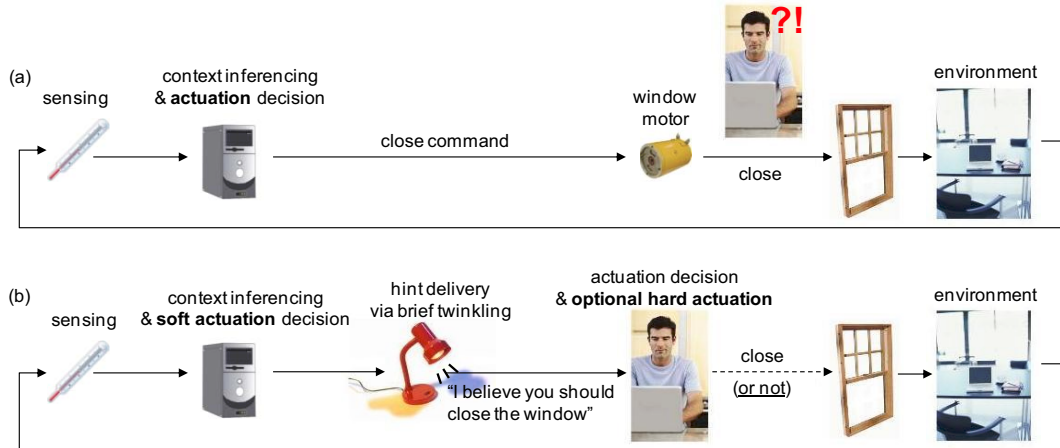 ?!
(a)
context inferencing
& actuation decision
environment
sensing
window
motor
close command
close
actuation decision
& optional hard actuation
(b)
context inferencing
& soft actuation decision
hint delivery
via brief twinkling
environment
sensing
close
(or not)
"I believe you should
close the window"